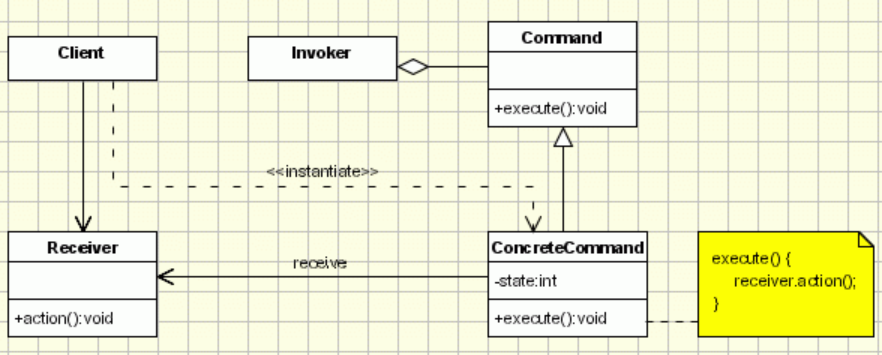 Client
Invoker
Command
+execute():void
<<instantiate>>
Receiver
+action():void
receive
ConcreteCommand
-state:int
+execute():void
execute() {
receiver.action();
}